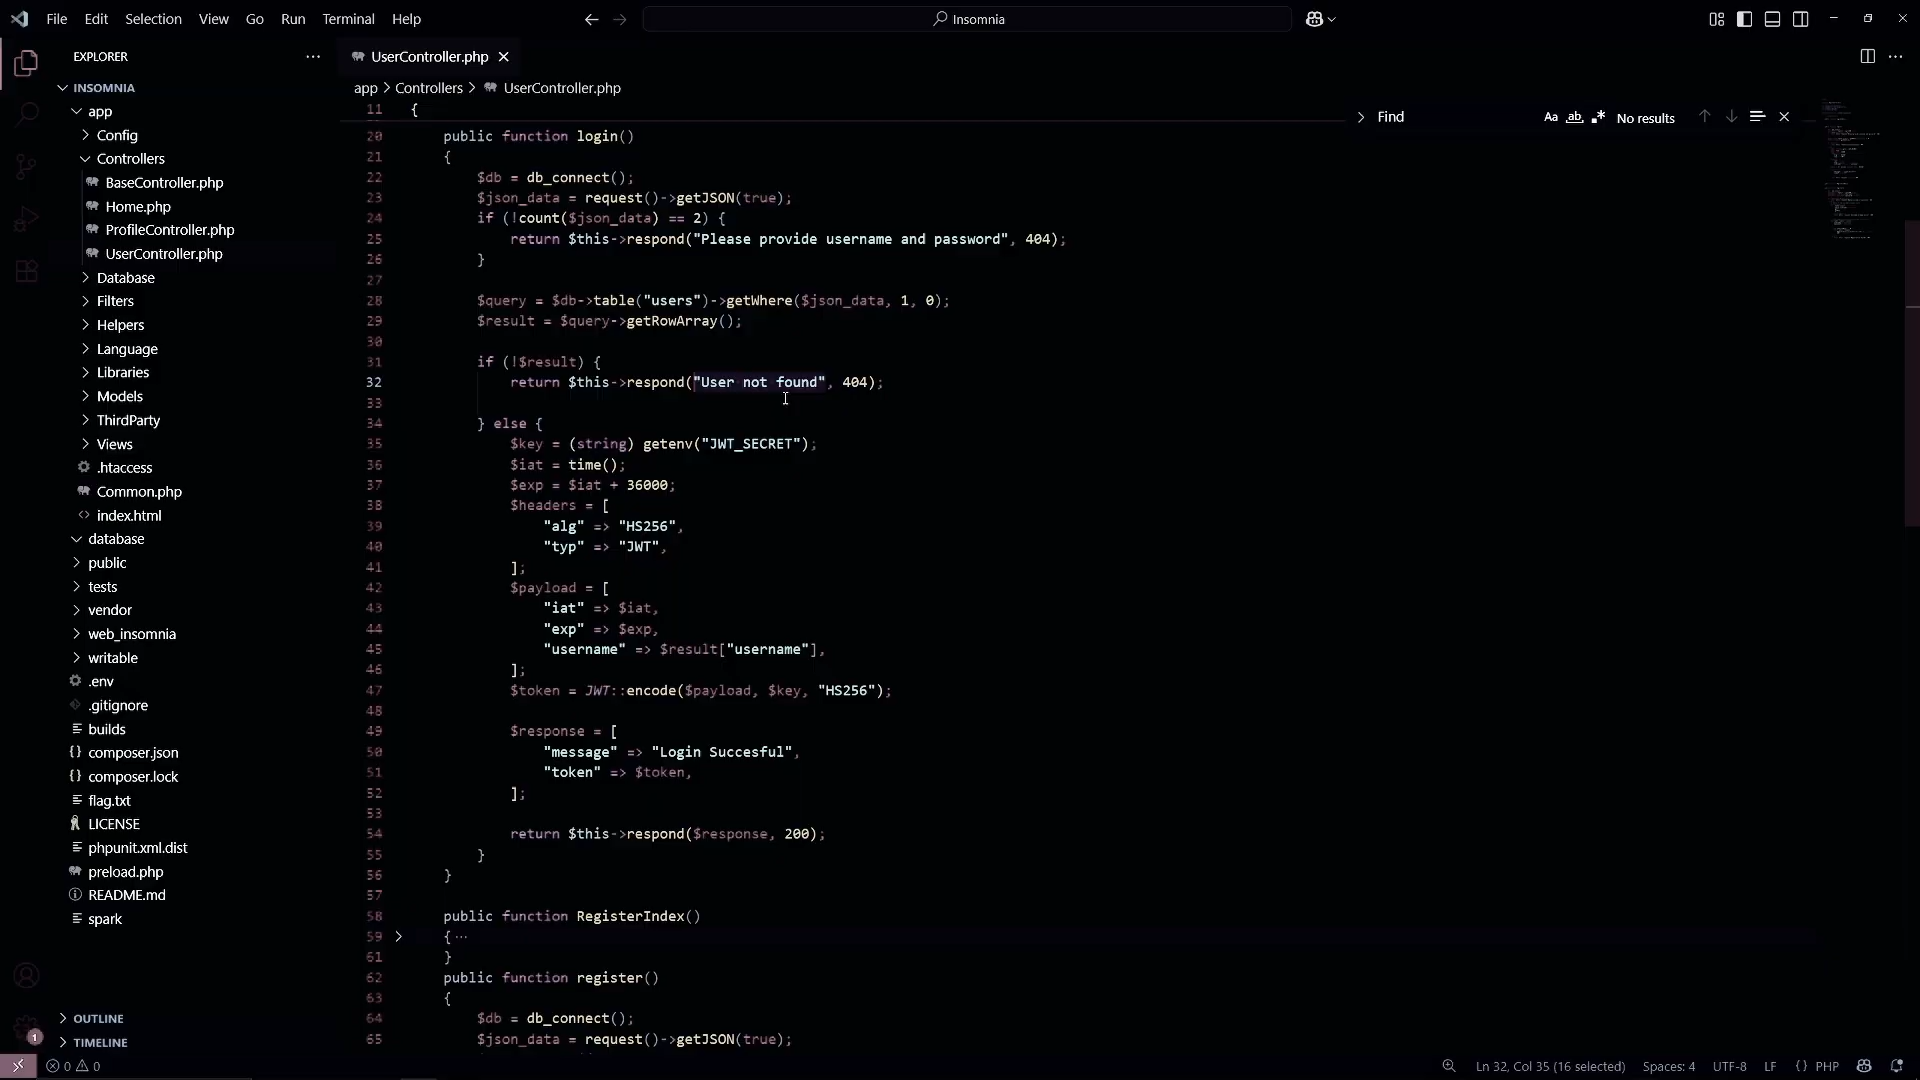 File Edit Selection View Go Run Terminal Help
Insomnia
EXPLORER
UserController.php
INSOMNIA
app
Config
Controllers
BaseController.php
Home.php
ProfileController.php
UserController.php
Database
Filters
Helpers
Language
Libraries
Models
ThirdParty
Views
.htaccess
Common.php
index.html
database
public
tests
vendor
web_insomnia
writable
.env
.gitignore
builds
composer.json
composer.lock
flag.txt
LICENSE
phpunit.xml.dist
preload.php
README.md
spark
OUTLINE
TIMELINE
app > Controllers > UserController.php
Find Aa ab No results
11 {
20 public function login()
21 {
22 $db = db_connect();
23 $json_data = request()->getJSON(true);
24 if (!count($json_data) == 2) {
25 return $this->respond("Please provide username and password", 404);
26 }
27
28 $query = $db->table("users")->getWhere($json_data, 1, 0);
29 $result = $query->getRowArray();
30
31 if (!$result) {
32 return $this->respond("User not found", 404);
33
34 } else {
35 $key = (string) getenv("JWT_SECRET");
36 $iat = time();
37 $exp = $iat + 36000;
38 $headers = [
39 "alg" => "HS256",
40 "typ" => "JWT",
41 ];
42 $payload = [
43 "iat" => $iat,
44 "exp" => $exp,
45 "username" => $result["username"],
46 ];
47 $token = JWT::encode($payload, $key, "HS256");
48
49 $response = [
50 "message" => "Login Succesful",
51 "token" => $token,
52 ];
53
54 return $this->respond($response, 200);
55 }
56 }
57
58 public function RegisterIndex()
59 {···
61 }
62 public function register()
63 {
64 $db = db_connect();
65 $json_data = request()->getJSON(true);
1
0 0
Ln 32, Col 35 (16 selected) Spaces: 4 UTF-8 LF {} PHP